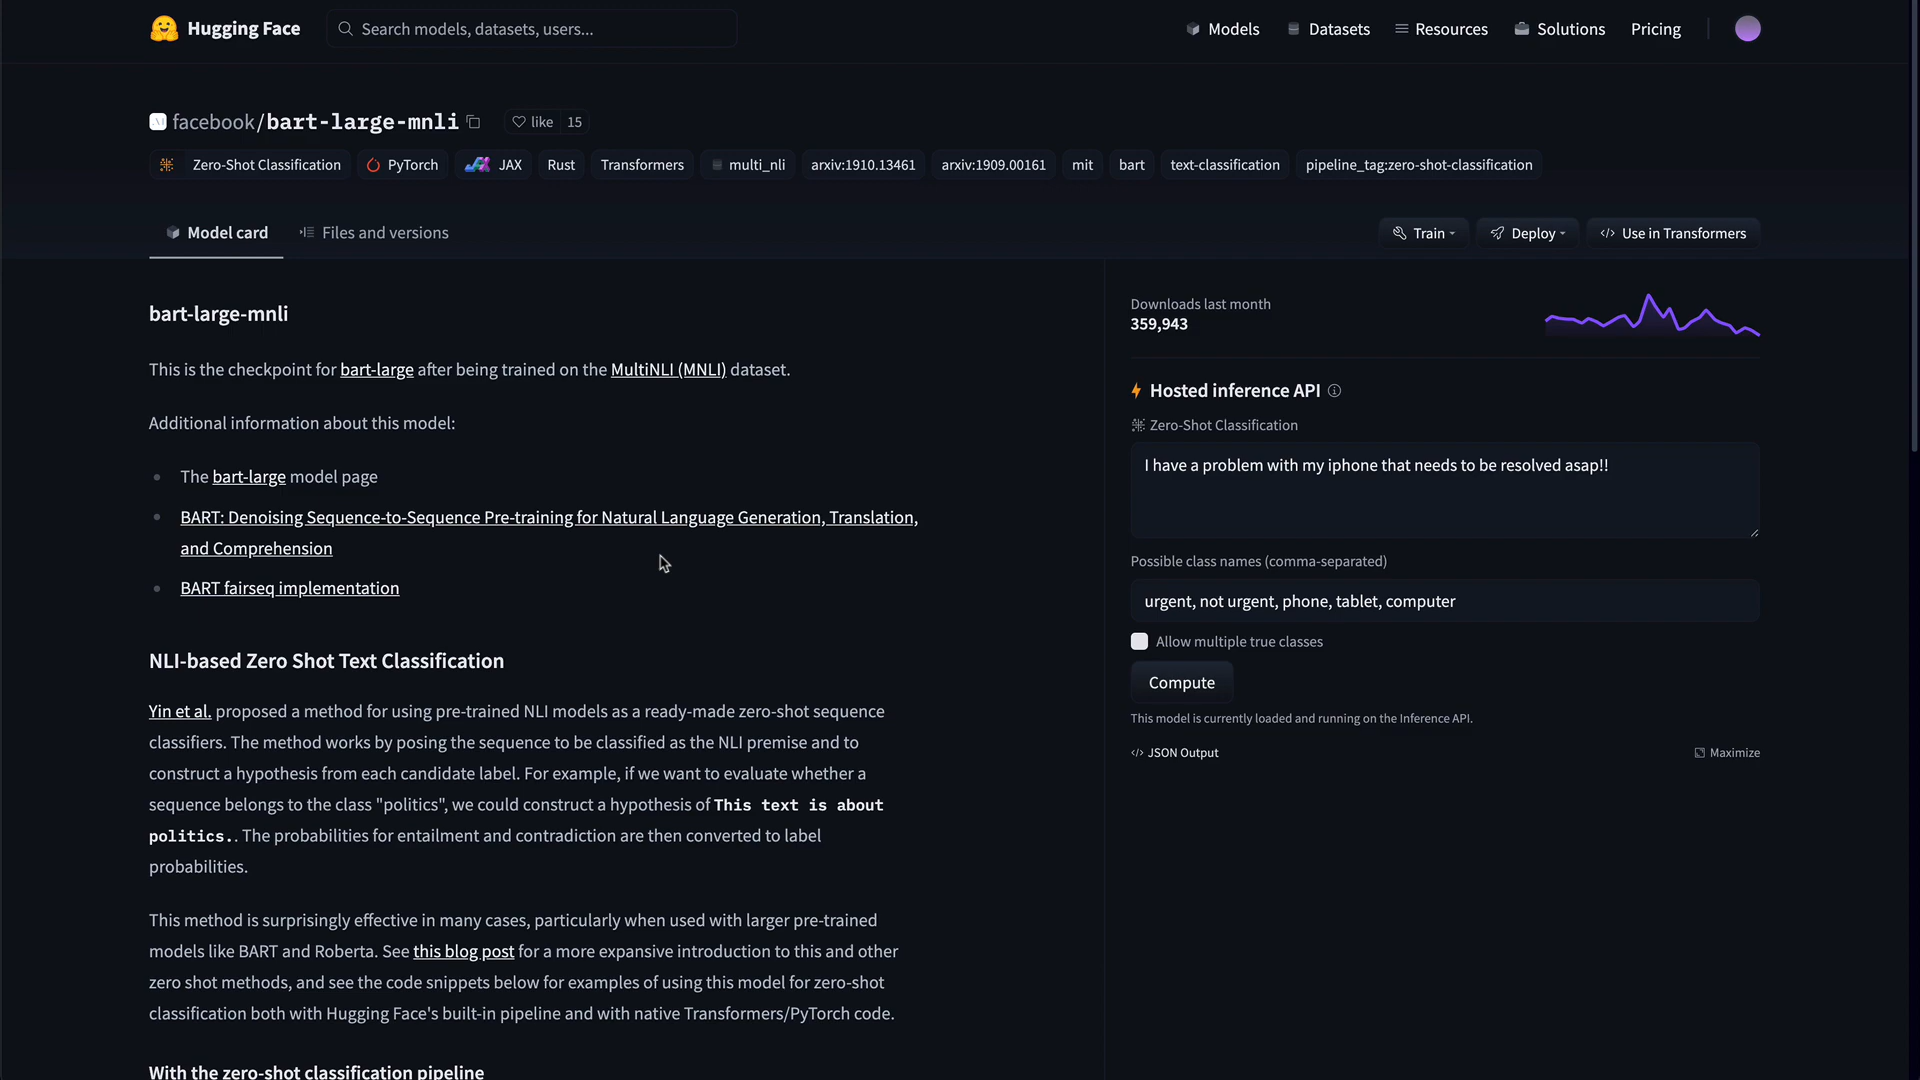 Hugging Face
Search models, datasets, users...
Models
Datasets
Resources
Solutions
Pricing
facebook/bart-large-mnli
like 15
Zero-Shot Classification PyTorch JAX Rust Transformers multi_nli arxiv:1910.13461 arxiv:1909.00161 mit bart text-classification pipeline_tag:zero-shot-classification
Model card
Files and versions
Train
Deploy
</> Use in Transformers
bart-large-mnli
This is the checkpoint for bart-large after being trained on the MultiNLI (MNLI) dataset.
Additional information about this model:
The bart-large model page
BART: Denoising Sequence-to-Sequence Pre-training for Natural Language Generation, Translation,
and Comprehension
BART fairseq implementation
NLI-based Zero Shot Text Classification
Yin et al. proposed a method for using pre-trained NLI models as a ready-made zero-shot sequence
classifiers. The method works by posing the sequence to be classified as the NLI premise and to
construct a hypothesis from each candidate label. For example, if we want to evaluate whether a
sequence belongs to the class "politics", we could construct a hypothesis of This text is about
politics.. The probabilities for entailment and contradiction are then converted to label
probabilities.
This method is surprisingly effective in many cases, particularly when used with larger pre-trained
models like BART and Roberta. See this blog post for a more expansive introduction to this and other
zero shot methods, and see the code snippets below for examples of using this model for zero-shot
classification both with Hugging Face's built-in pipeline and with native Transformers/PyTorch code.
With the zero-shot classification pipeline
Downloads last month
359,943
Hosted inference API
Zero-Shot Classification
I have a problem with my iphone that needs to be resolved asap!!
Possible class names (comma-separated)
urgent, not urgent, phone, tablet, computer
Allow multiple true classes
Compute
This model is currently loaded and running on the Inference API.
</> JSON Output
Maximize